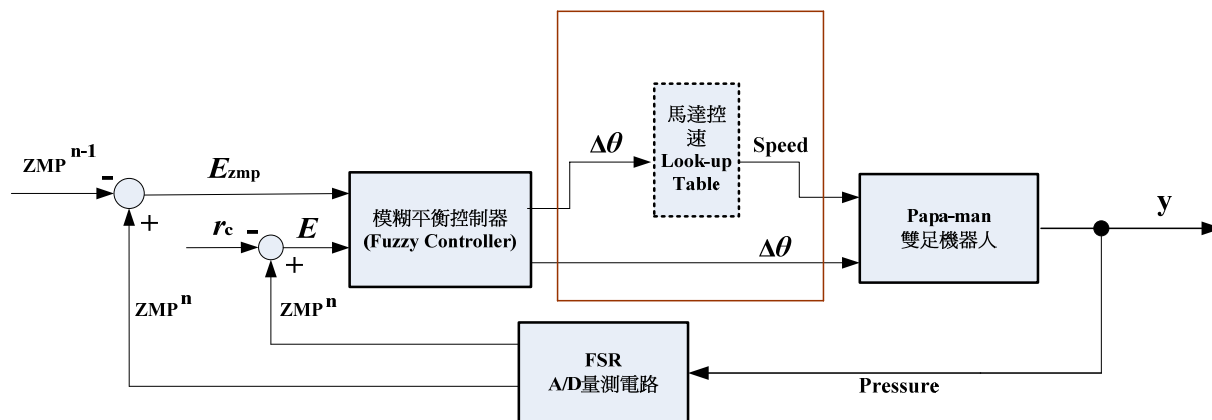 ZMP n-1
-
+
E zmp
r c
-
+
E
模糊平衡控制器
(Fuzzy Controller)
Δθ
馬達控
速
Look-up
Table
Speed
Δθ
Papa-man
雙足機器人
y
ZMP n
ZMP n
FSR
A/D量測電路
Pressure